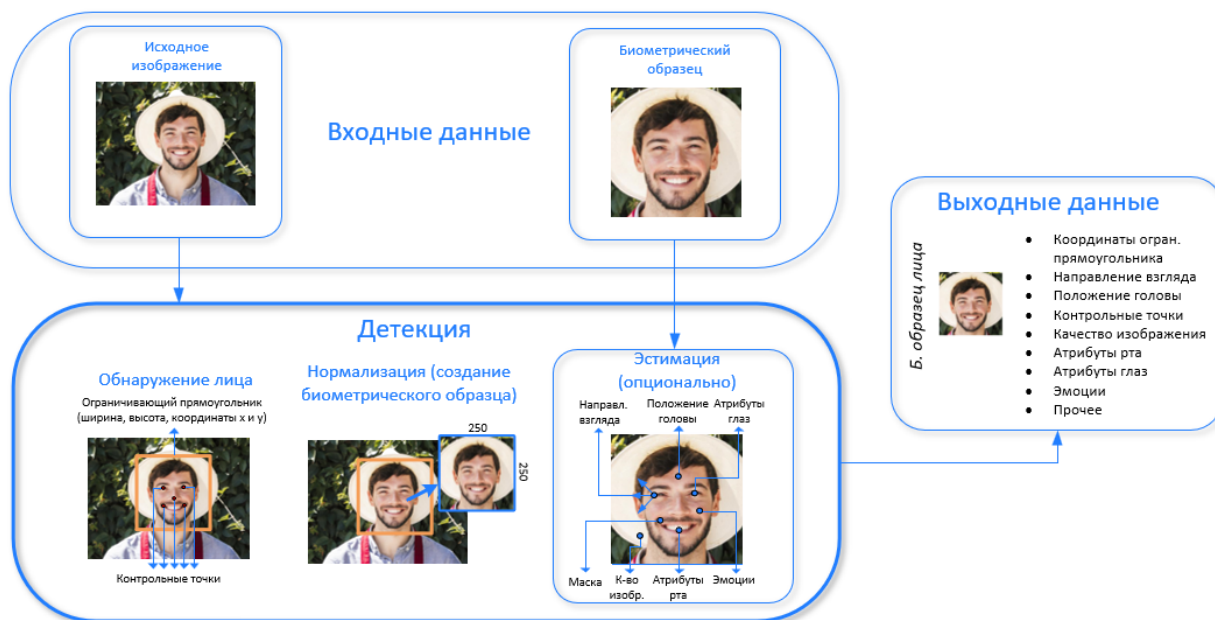 Исходное
изображение
Биометрический
образец
Входные данные
Выходные данные
Б. образец лица
● Координаты огран.
прямоугольника
● Направление взгляда
● Положение головы
● Контрольные точки
● Качество изображения
● Атрибуты рта
● Атрибуты глаз
● Эмоции
● Прочее
Детекция
Обнаружение лица
Ограничивающий прямоугольник
(ширина, высота, координаты x и y)
Контрольные точки
Нормализация (создание
биометрического образца)
250
250
Эстимация
(опционально)
Направл.
взгляда
Положение
головы
Атрибуты
глаз
Маска
К-во
изобр.
Атрибуты
рта
Эмоции